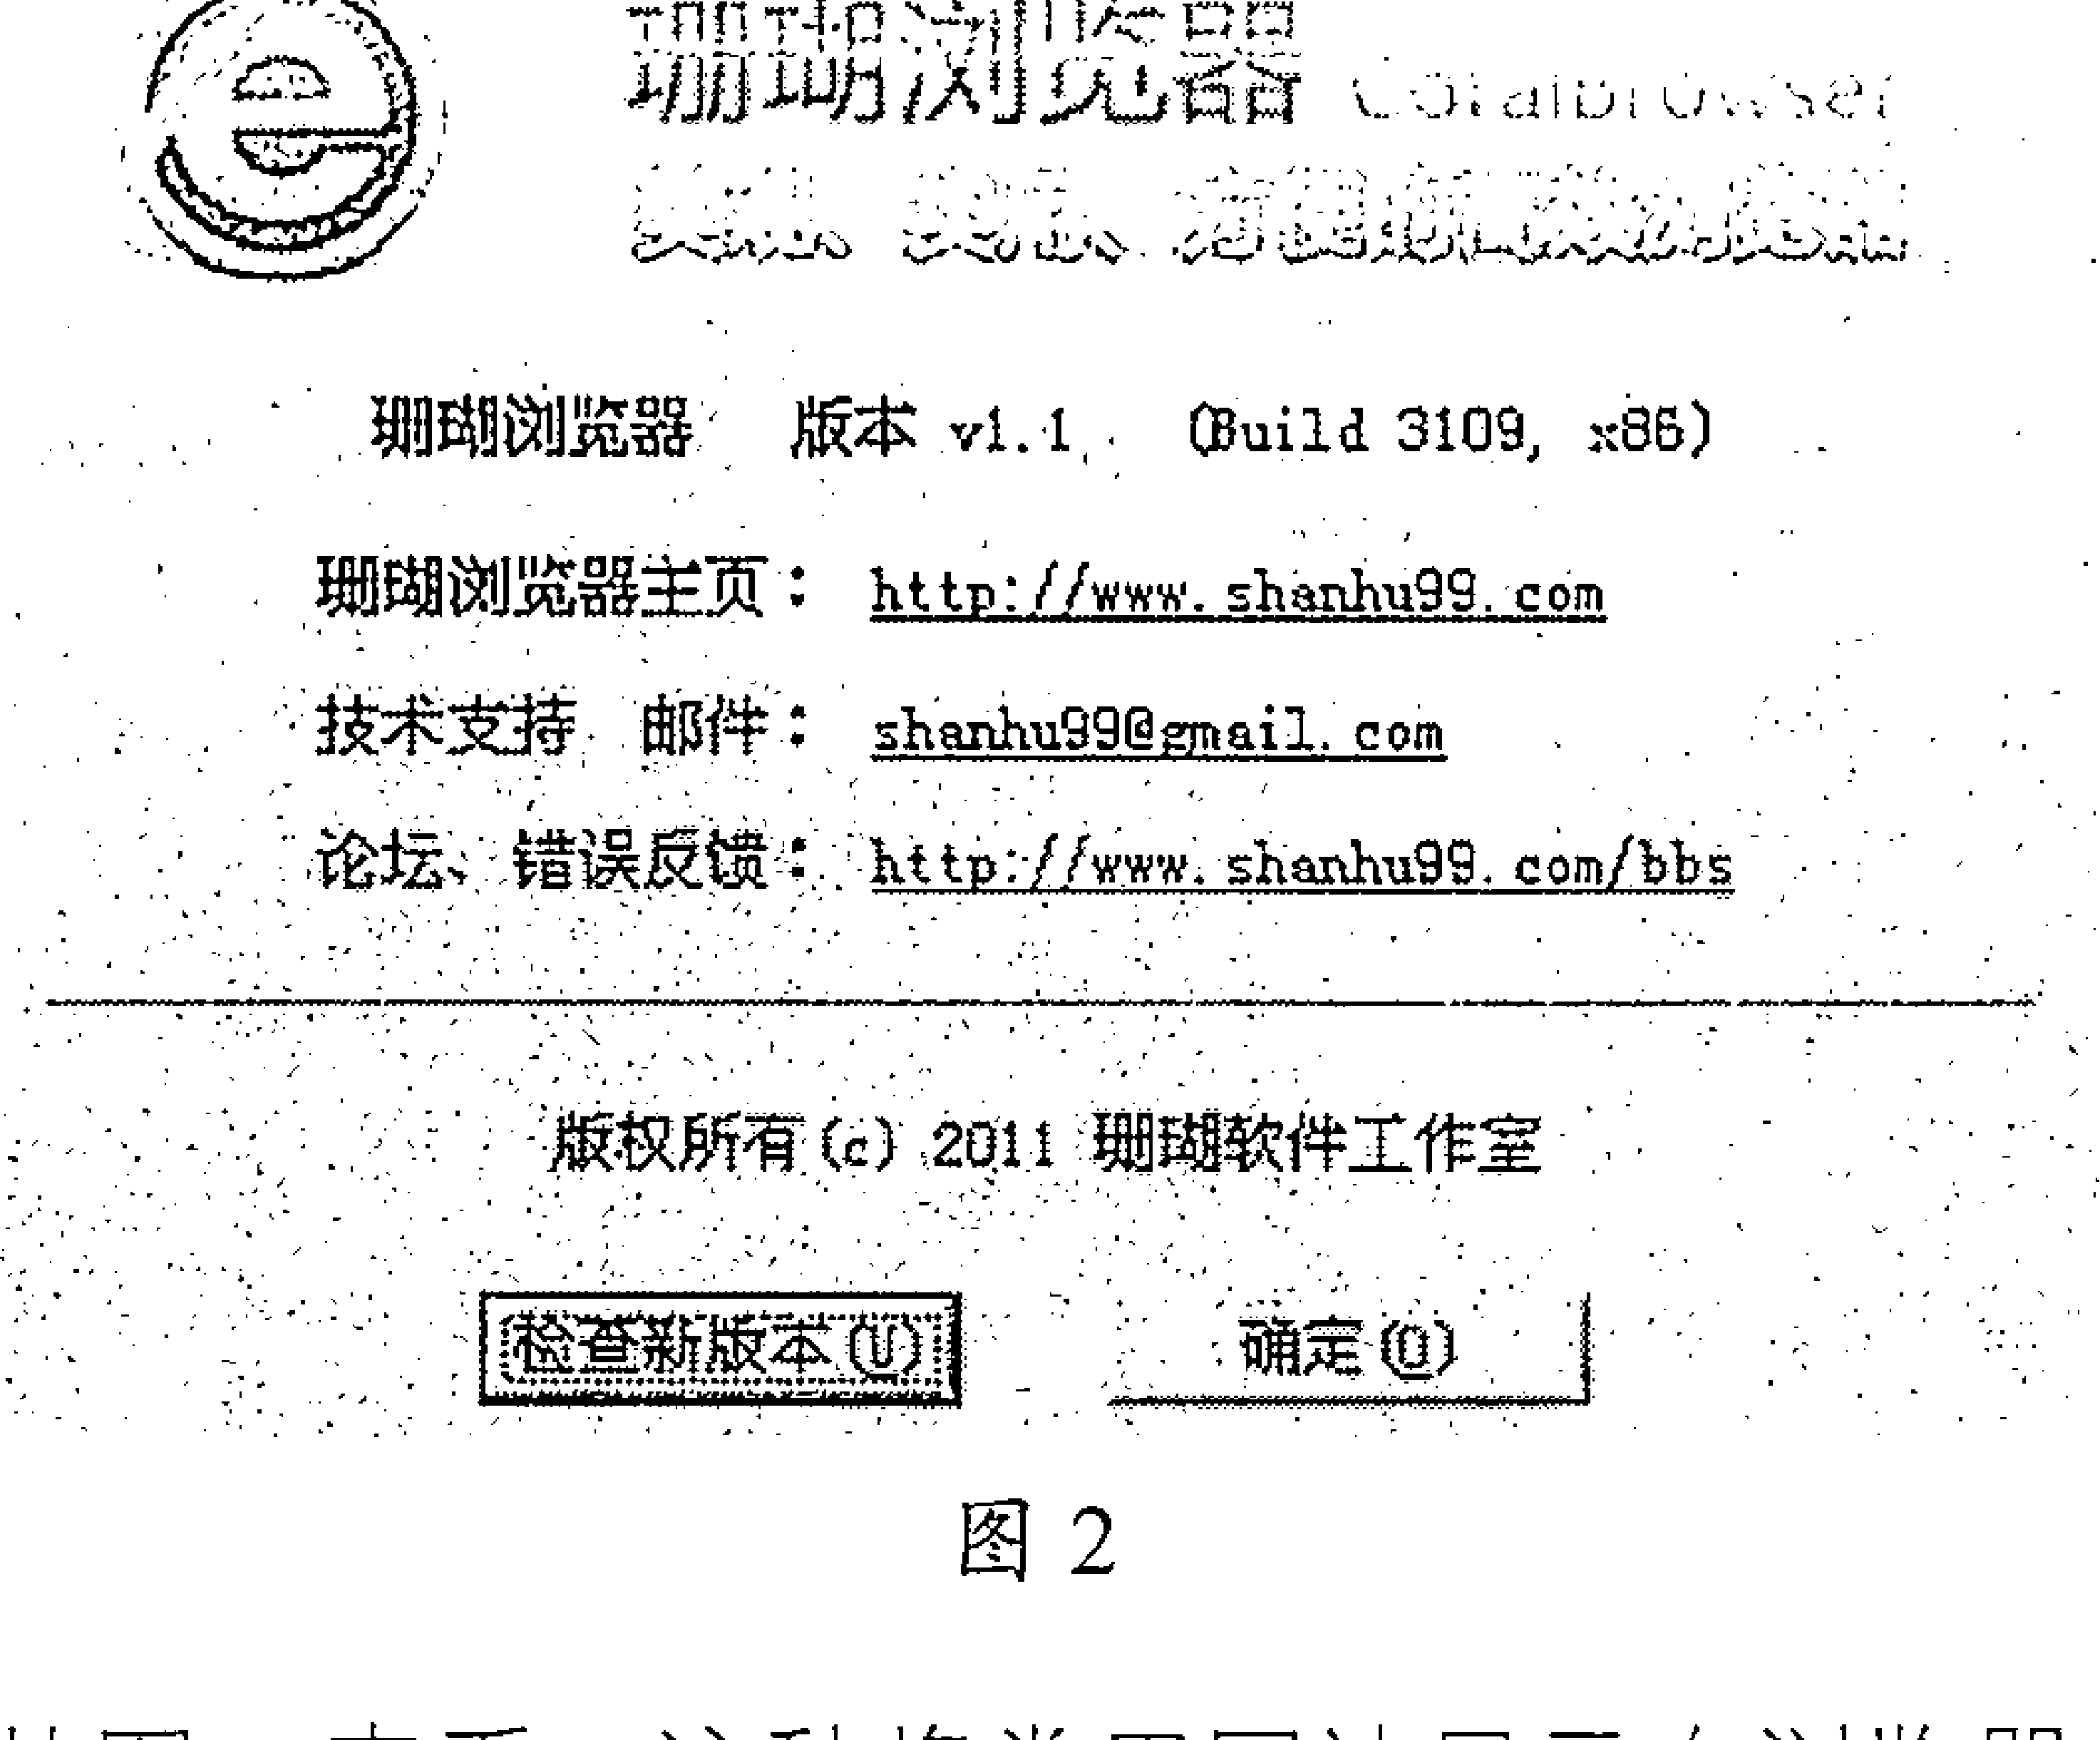 珊瑚浏览器 Coralbrowser
珊瑚浏览器 版本 v1.1 (Build 3109, x86)
珊瑚浏览器主页： http://www.shanhu99.com
技术支持 邮件： shanhu99@gmail.com
论坛、错误反馈： http://www.shanhu99.com/bbs
版权所有(c) 2011 珊瑚软件工作室
检查新版本(U) 确定(O)
图 2